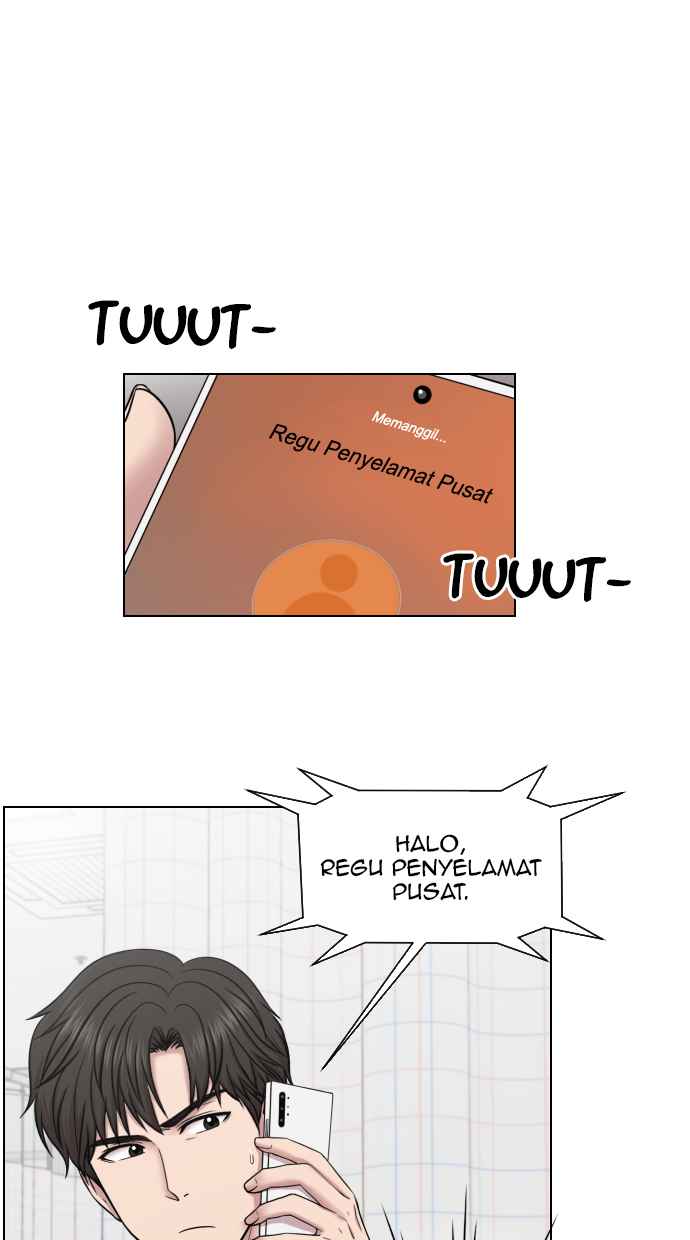 TUUUT-
Memanggil...
Regu Penyelamat Pusat
TUUUT-
HALO,
REGU PENYELAMAT
PUSAT.